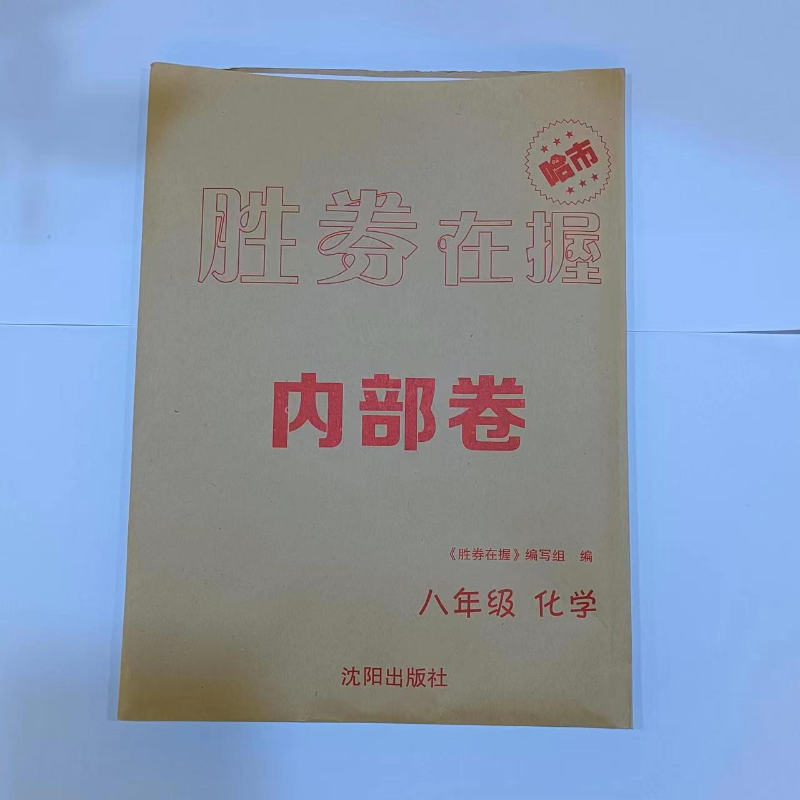 哈市
胜券在握
内部卷
《胜券在握》编写组 编
八年级 化学
沈阳出版社